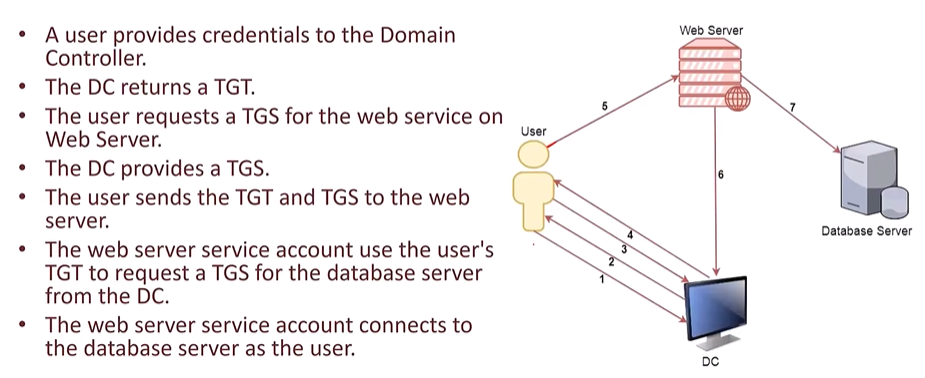 • A user provides credentials to the Domain
Controller.
• The DC returns a TGT.
• The user requests a TGS for the web service on
Web Server.
• The DC provides a TGS.
• The user sends the TGT and TGS to the web
server.
• The web server service account use the user's
TGT to request a TGS for the database server
from the DC.
• The web server service account connects to
the database server as the user.
Web Server
5
7
User
6
Database Server
4
3
2
1
DC